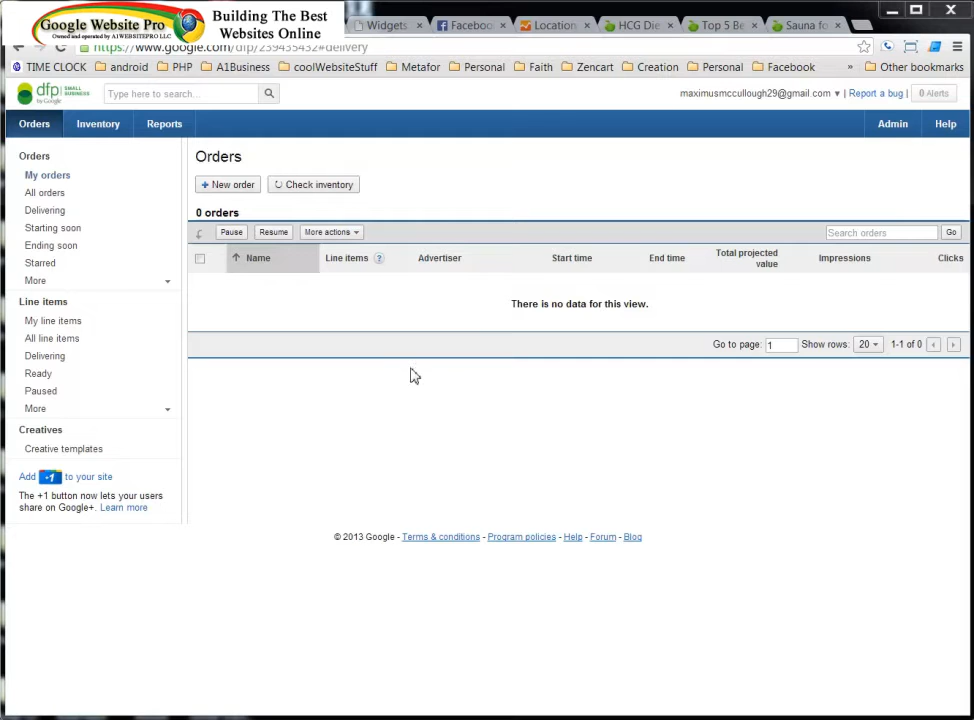 Google Website Pro
Owned and operated by A1WEBSITEPRO LLC
Building The Best
Websites Online
Widgets × Facebook × Location × HCG Die × Top 5 Be × Sauna fo ×
https://www.google.com/dfp/239435432#delivery
TIME CLOCK android PHP A1Business coolWebsiteStuff Metafor Personal Faith Zencart Creation Personal Facebook » Other bookmarks
dfp SMALL BUSINESS
by Google
Type here to search...
maximusmccullough29@gmail.com | Report a bug | 0 Alerts
Orders Inventory Reports Admin Help
Orders
My orders
All orders
Delivering
Starting soon
Ending soon
Starred
More
Line items
My line items
All line items
Delivering
Ready
Paused
More
Creatives
Creative templates
Add +1 to your site
The +1 button now lets your users
share on Google+. Learn more
Orders
+ New order Check inventory
0 orders
Pause Resume More actions Search orders Go
Name Line items ? Advertiser Start time End time Total projected value Impressions Clicks
There is no data for this view.
Go to page: 1 Show rows: 20 1-1 of 0
© 2013 Google - Terms & conditions - Program policies - Help - Forum - Blog